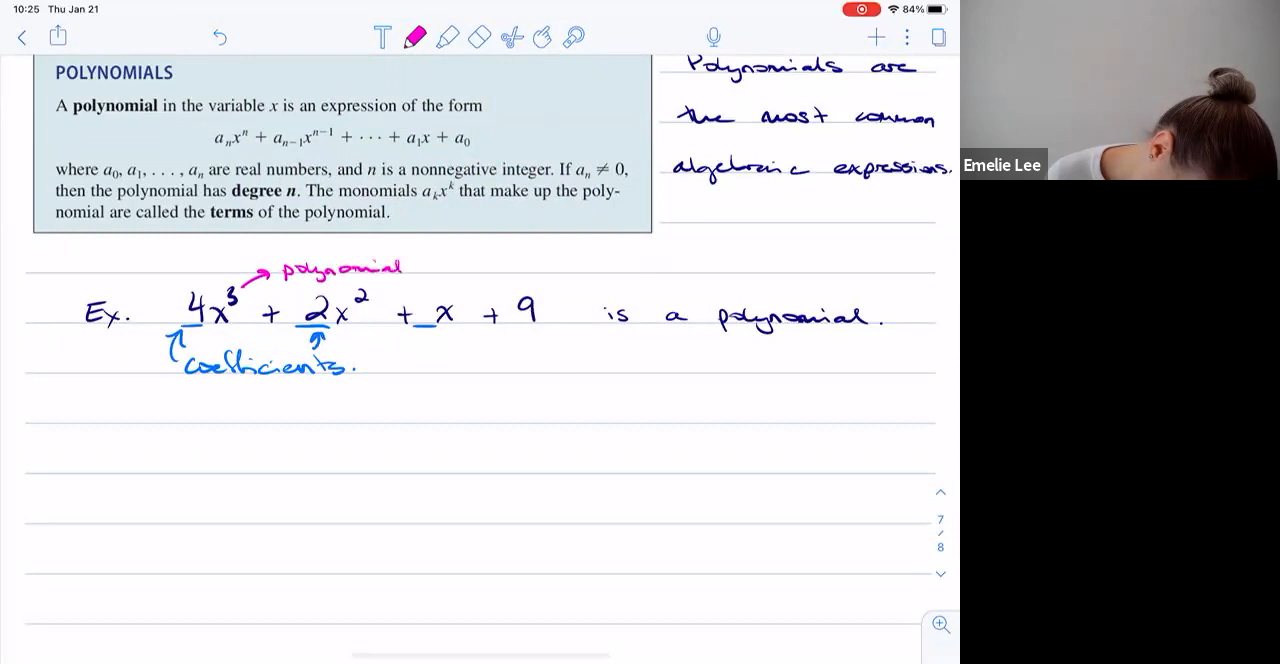 10:25 Thu Jan 21
84%
POLYNOMIALS
A polynomial in the variable x is an expression of the form
aₙxⁿ + aₙ₋₁xⁿ⁻¹ + ⋯ + a₁x + a₀
where a₀, a₁, . . . , aₙ are real numbers, and n is a nonnegative integer. If aₙ ≠ 0,
then the polynomial has degree n. The monomials aₖxᵏ that make up the poly-
nomial are called the terms of the polynomial.
Polynomials are
the most common
algebraic expressions.
Emelie Lee
polynomial
Ex. 4x³ + 2x² + _x + 9 is a polynomial.
coefficients.
7
/
8